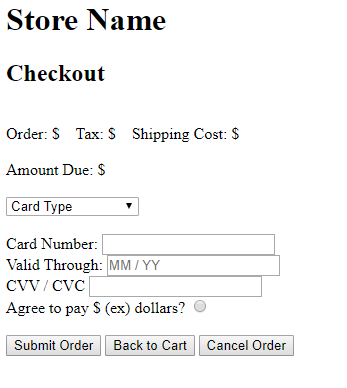 Store Name
Checkout
Order: $ Tax: $ Shipping Cost: $
Amount Due: $
Card Type
Card Number:
Valid Through: MM / YY
CVV / CVC
Agree to pay $ (ex) dollars?
Submit Order Back to Cart Cancel Order